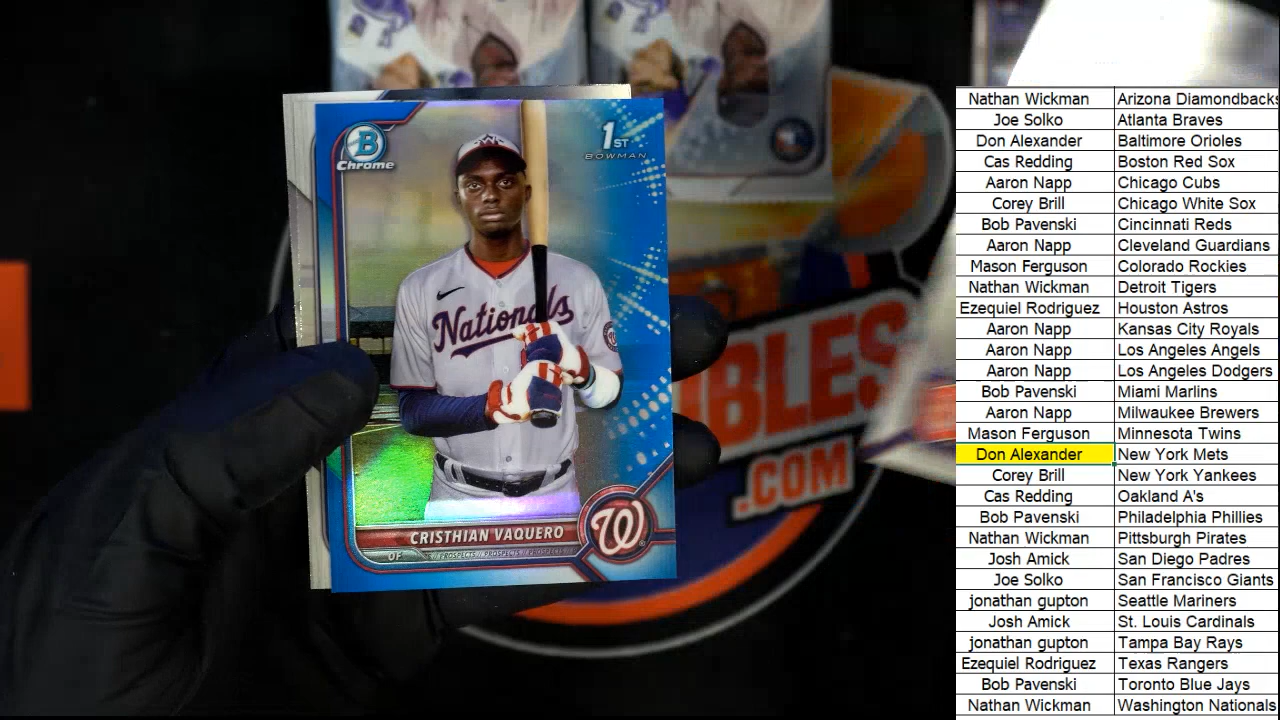 B
Chrome
1ST
BOWMAN
Nationals
W
CRISTHIAN VAQUERO
OF
PROSPECTS // PROSPECTS // PROSPECTS
W
BLES
.COM
Nathan Wickman Arizona Diamondbacks
Joe Solko Atlanta Braves
Don Alexander Baltimore Orioles
Cas Redding Boston Red Sox
Aaron Napp Chicago Cubs
Corey Brill Chicago White Sox
Bob Pavenski Cincinnati Reds
Aaron Napp Cleveland Guardians
Mason Ferguson Colorado Rockies
Nathan Wickman Detroit Tigers
Ezequiel Rodriguez Houston Astros
Aaron Napp Kansas City Royals
Aaron Napp Los Angeles Angels
Aaron Napp Los Angeles Dodgers
Bob Pavenski Miami Marlins
Aaron Napp Milwaukee Brewers
Mason Ferguson Minnesota Twins
Don Alexander New York Mets
Corey Brill New York Yankees
Cas Redding Oakland A's
Bob Pavenski Philadelphia Phillies
Nathan Wickman Pittsburgh Pirates
Josh Amick San Diego Padres
Joe Solko San Francisco Giants
jonathan gupton Seattle Mariners
Josh Amick St. Louis Cardinals
jonathan gupton Tampa Bay Rays
Ezequiel Rodriguez Texas Rangers
Bob Pavenski Toronto Blue Jays
Nathan Wickman Washington Nationals